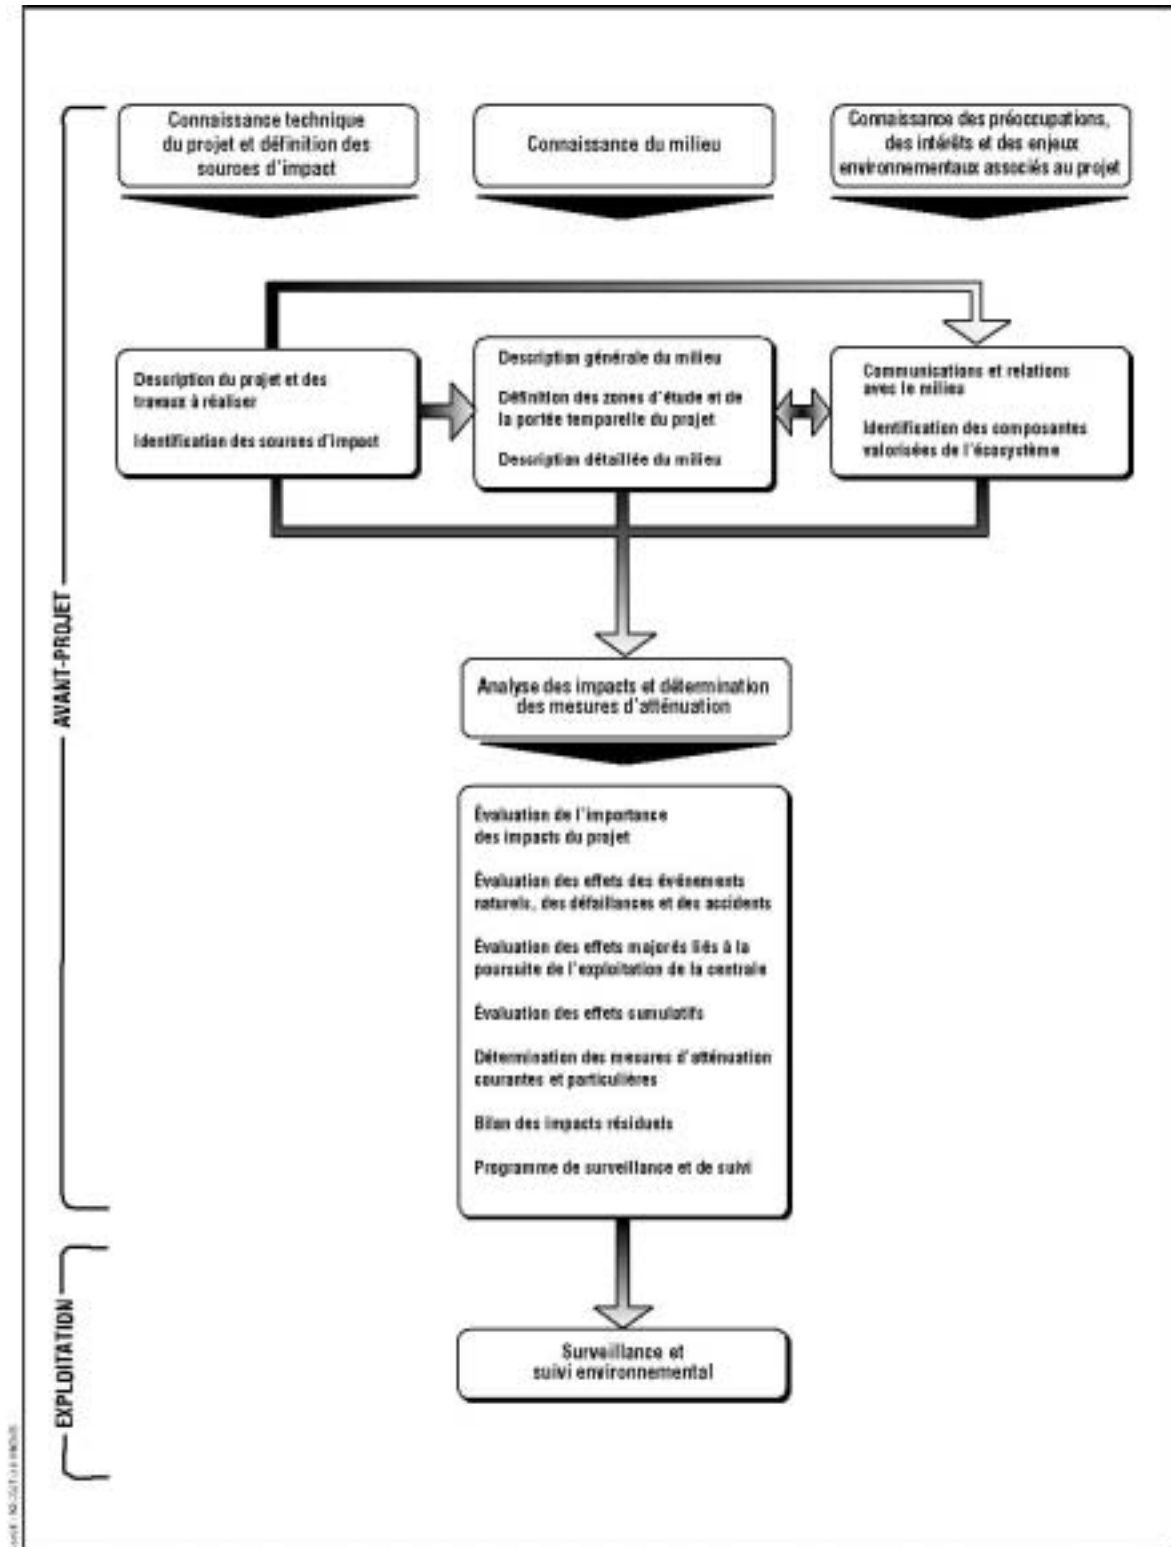 Connaissance technique
du projet et définition des
sources d'impact
Connaissance du milieu
Connaissance des préoccupations,
des intérêts et des enjeux
environnementaux associés au projet
Description du projet et des
travaux à réaliser
Identification des sources d'impact
Description générale du milieu
Définition des zones d'étude et de
la portée temporelle du projet
Description détaillée du milieu
Communications et relations
avec le milieu
Identification des composantes
valorisées de l'écosystème
AVANT-PROJET
Analyse des impacts et détermination
des mesures d'atténuation
Évaluation de l'importance
des impacts du projet
Évaluation des effets des événements
naturels, des défaillances et des accidents
Évaluation des effets majorés liés à la
poursuite de l'exploitation de la centrale
Évaluation des effets cumulatifs
Détermination des mesures d'atténuation
courantes et particulières
Bilan des impacts résiduels
Programme de surveillance et de suivi
EXPLOITATION
Surveillance et
suivi environnemental